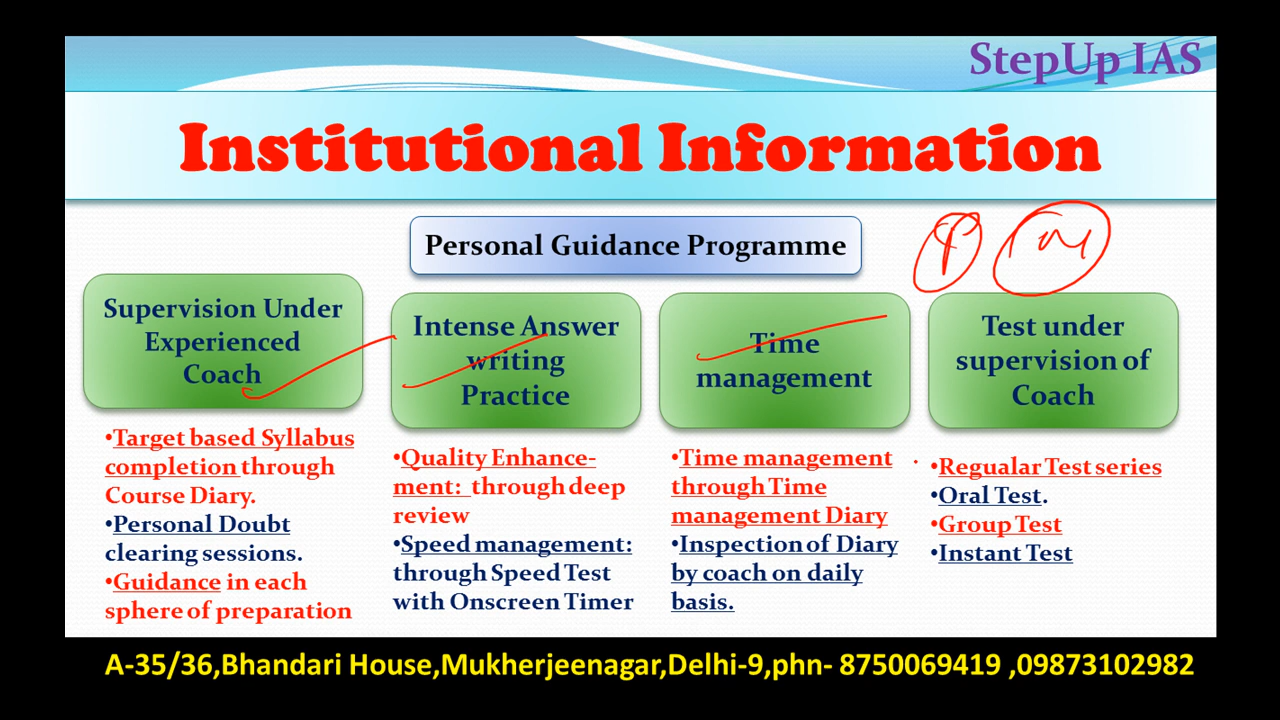 StepUp IAS
Institutional Information
Personal Guidance Programme
Supervision Under
Experienced
Coach
•Target based Syllabus
completion through
Course Diary.
•Personal Doubt
clearing sessions.
•Guidance in each
sphere of preparation
Intense Answer
writing
Practice
•Quality Enhance-
ment: through deep
review
•Speed management:
through Speed Test
with Onscreen Timer
Time
management
•Time management
through Time
management Diary
•Inspection of Diary
by coach on daily
basis.
Test under
supervision of
Coach
•Regualar Test series
•Oral Test.
•Group Test
•Instant Test
A-35/36,Bhandari House,Mukherjeenagar,Delhi-9,phn- 8750069419 ,09873102982